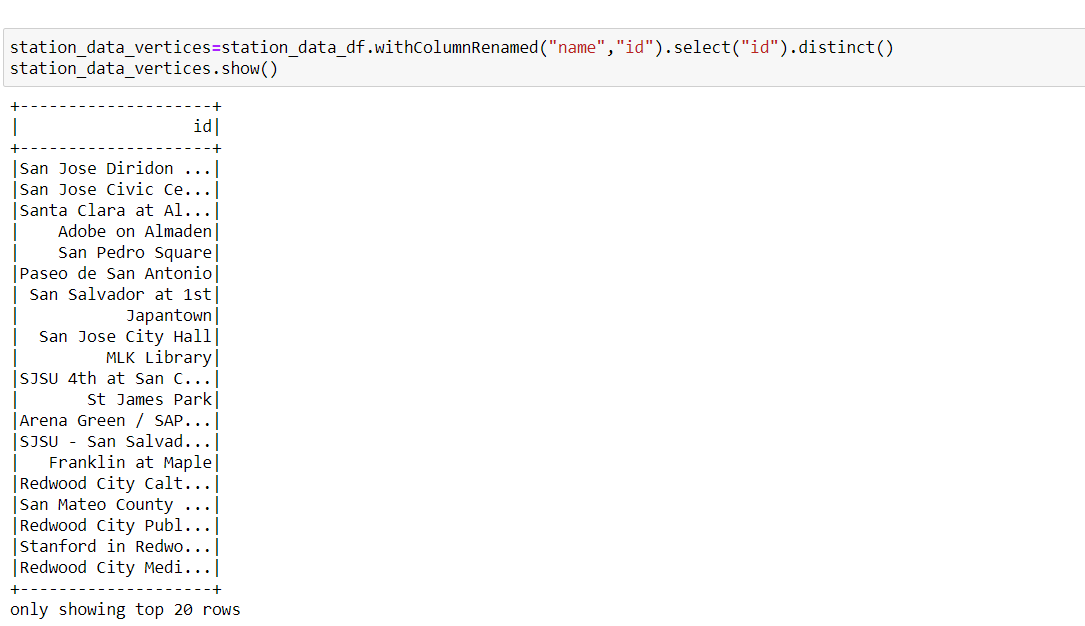 station_data_vertices=station_data_df.withColumnRenamed("name","id").select("id").distinct()
station_data_vertices.show()
+--------------------+
|                  id|
+--------------------+
|San Jose Diridon ...|
|San Jose Civic Ce...|
|Santa Clara at Al...|
|    Adobe on Almaden|
|    San Pedro Square|
|Paseo de San Antonio|
| San Salvador at 1st|
|           Japantown|
|  San Jose City Hall|
|         MLK Library|
|SJSU 4th at San C...|
|       St James Park|
|Arena Green / SAP...|
|SJSU - San Salvad...|
|   Franklin at Maple|
|Redwood City Calt...|
|San Mateo County ...|
|Redwood City Publ...|
|Stanford in Redwo...|
|Redwood City Medi...|
+--------------------+
only showing top 20 rows